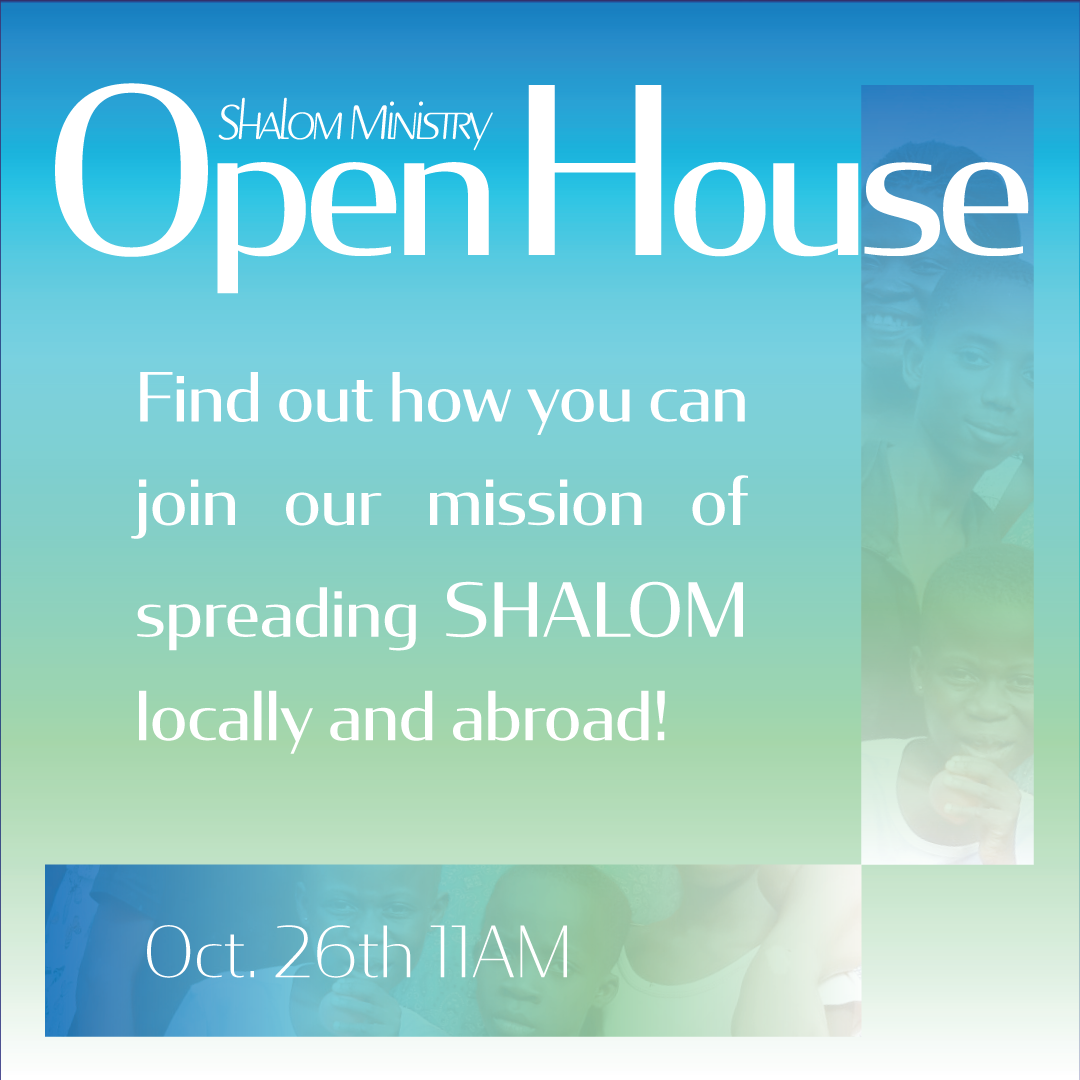 Shalom Ministry
Open House
Find out how you can
join our mission of
spreading SHALOM
locally and abroad!
Oct. 26th 11AM